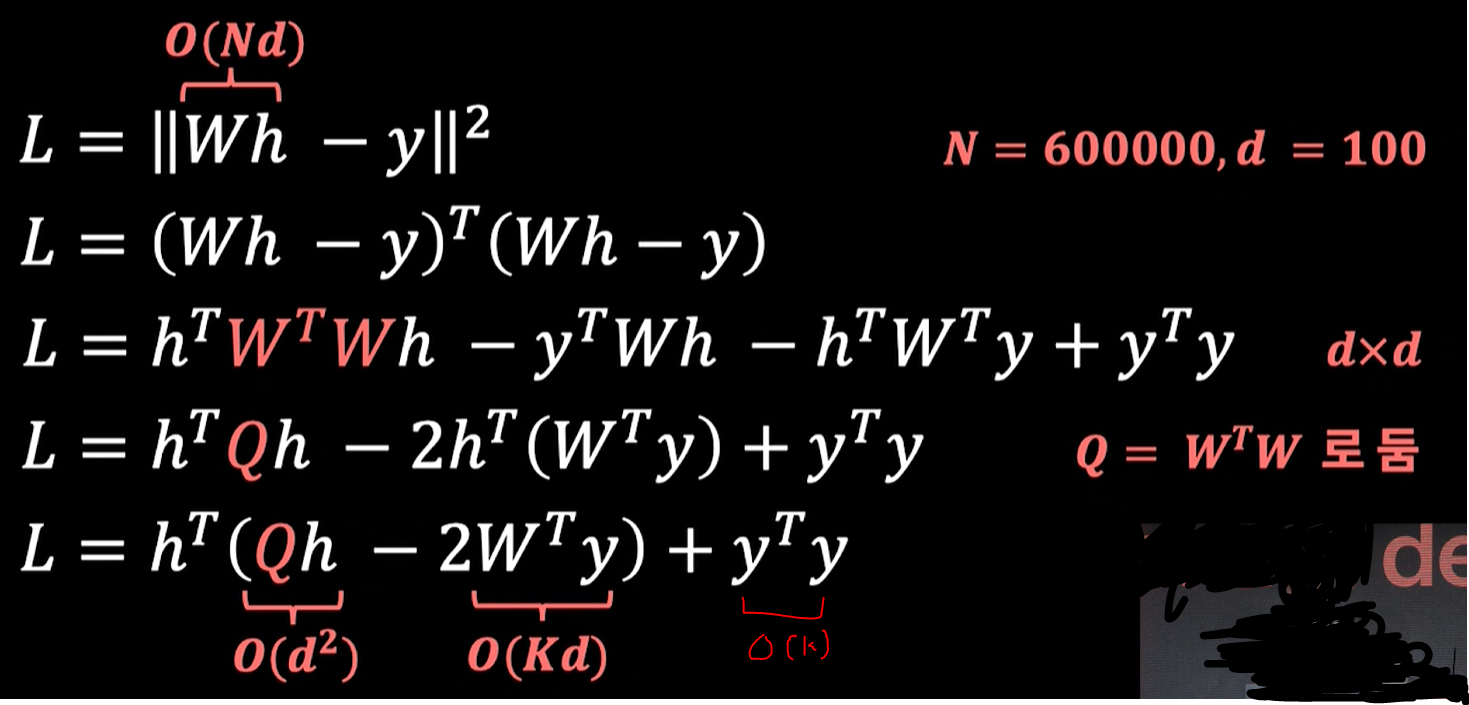 O(Nd)
L = ‖Wh − y‖²
N = 600000, d = 100
L = (Wh − y)ᵀ(Wh − y)
L = hᵀWᵀWh − yᵀWh − hᵀWᵀy + yᵀy
d×d
L = hᵀQh − 2hᵀ(Wᵀy) + yᵀy
Q = WᵀW 로 둠
L = hᵀ(Qh − 2Wᵀy) + yᵀy
de
O(d²)
O(Kd)
O(k)